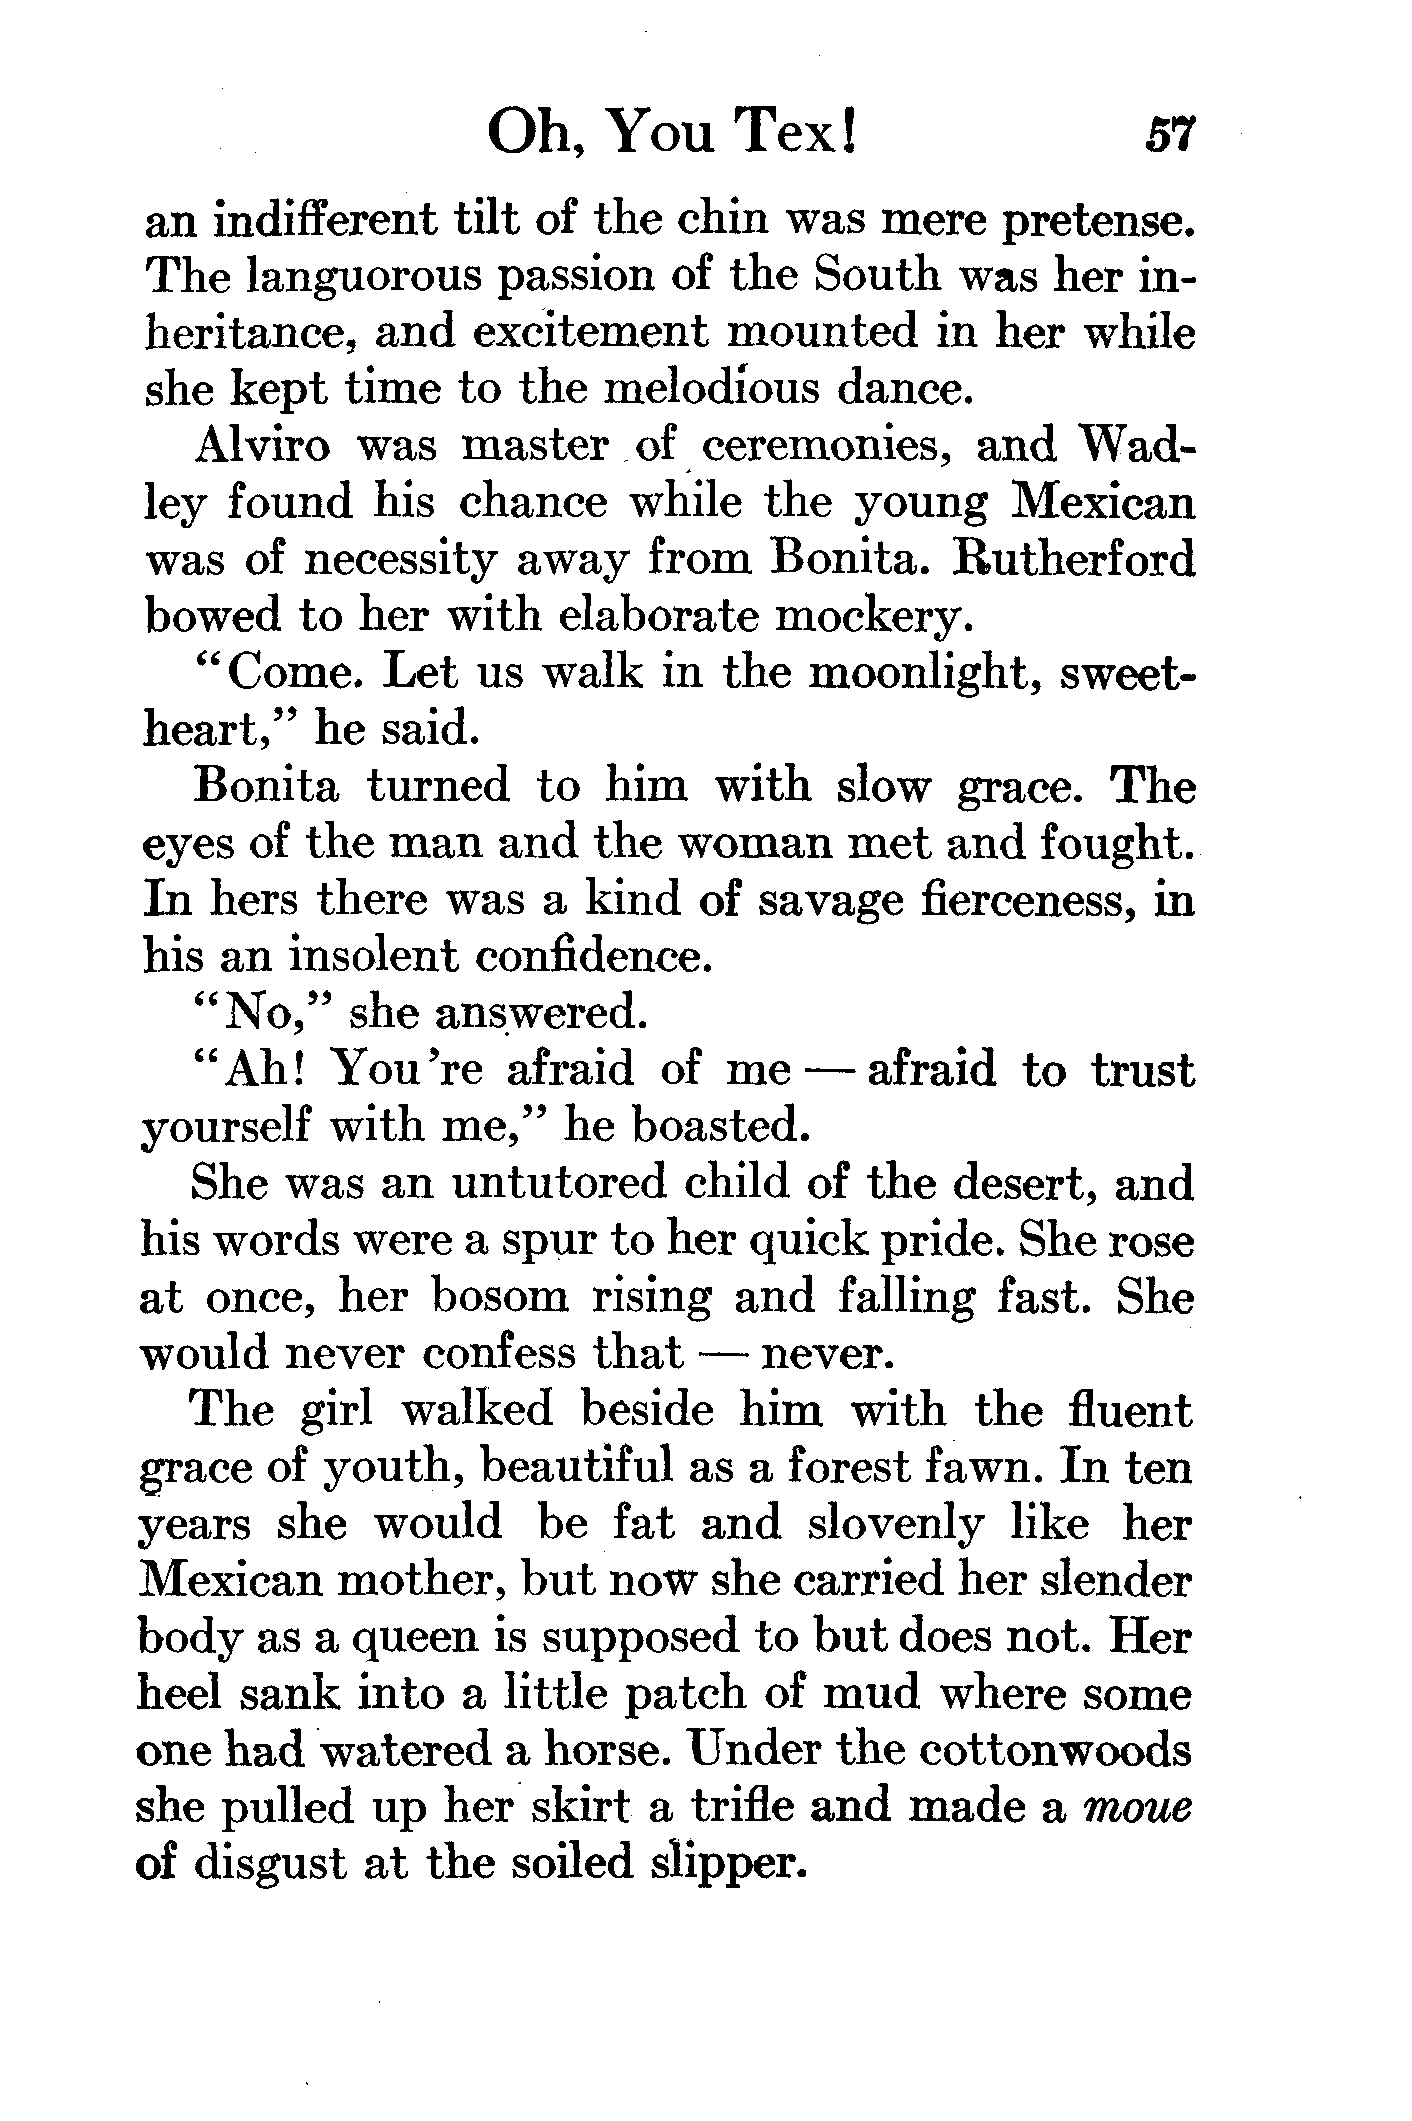 Oh, You Tex! 57
an indifferent tilt of the chin was mere pretense.
The languorous passion of the South was her in-
heritance, and excitement mounted in her while
she kept time to the melodious dance.
Alviro was master of ceremonies, and Wad-
ley found his chance while the young Mexican
was of necessity away from Bonita. Rutherford
bowed to her with elaborate mockery.
"Come. Let us walk in the moonlight, sweet-
heart," he said.
Bonita turned to him with slow grace. The
eyes of the man and the woman met and fought.
In hers there was a kind of savage fierceness, in
his an insolent confidence.
"No," she answered.
"Ah! You're afraid of me — afraid to trust
yourself with me," he boasted.
She was an untutored child of the desert, and
his words were a spur to her quick pride. She rose
at once, her bosom rising and falling fast. She
would never confess that — never.
The girl walked beside him with the fluent
grace of youth, beautiful as a forest fawn. In ten
years she would be fat and slovenly like her
Mexican mother, but now she carried her slender
body as a queen is supposed to but does not. Her
heel sank into a little patch of mud where some
one had watered a horse. Under the cottonwoods
she pulled up her skirt a trifle and made a moue
of disgust at the soiled slipper.